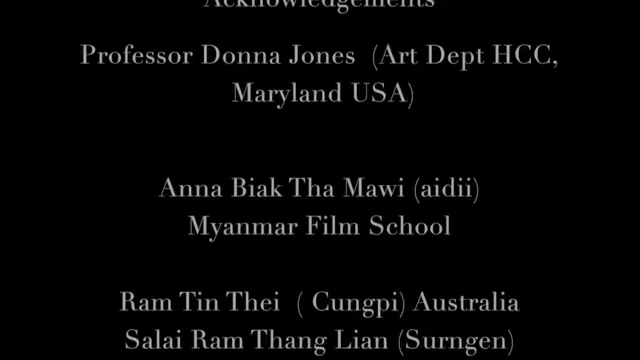 Acknowledgements
Professor Donna Jones (Art Dept HCC,
Maryland USA)
Anna Biak Tha Mawi (aidii)
Myanmar Film School
Ram Tin Thei ( Cungpi) Australia
Salai Ram Thang Lian (Surngen)